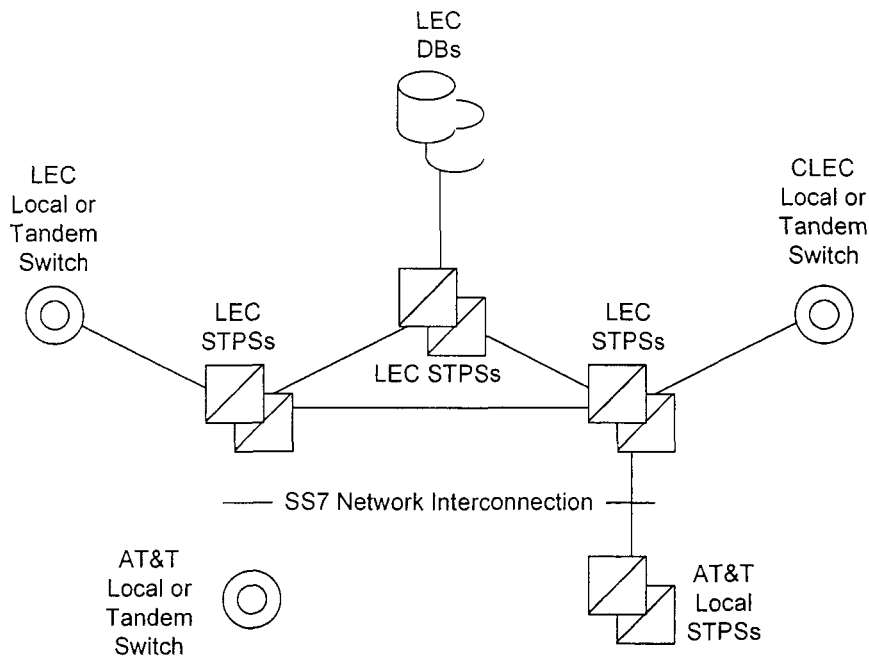 LEC
DBs
LEC
Local or
Tandem
Switch
CLEC
Local or
Tandem
Switch
LEC
STPSs
LEC STPSs
LEC
STPSs
SS7 Network Interconnection
AT&T
Local or
Tandem
Switch
AT&T
Local
STPSs